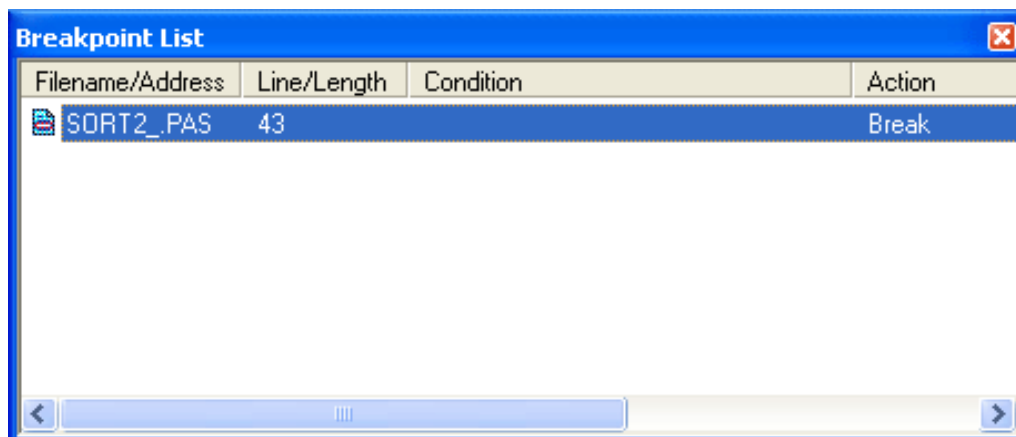 Breakpoint List
Filename/Address Line/Length Condition Action
SORT2_.PAS 43 Break